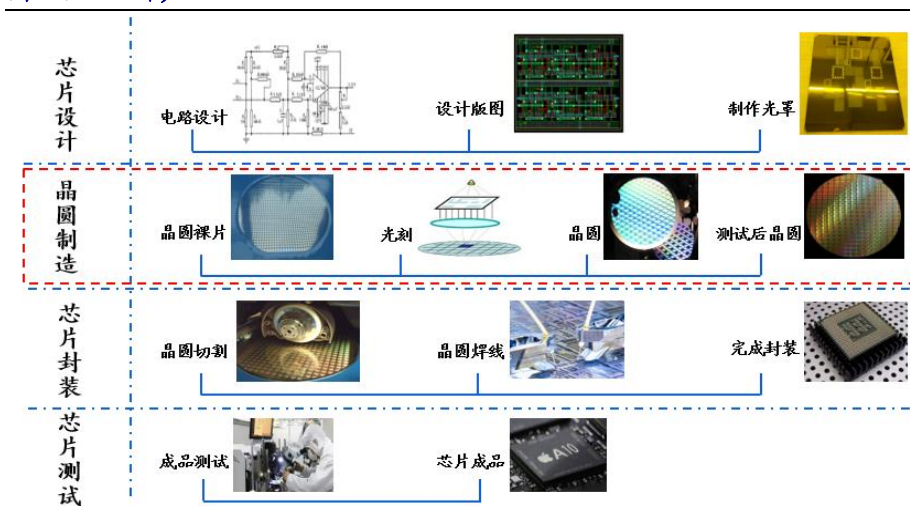 芯片设计
电路设计
设计版图
制作光罩
晶圆制造
晶圆裸片
光刻
晶圆
测试后晶圆
芯片封装
晶圆切割
晶圆焊线
完成封装
芯片测试
成品测试
芯片成品
A10